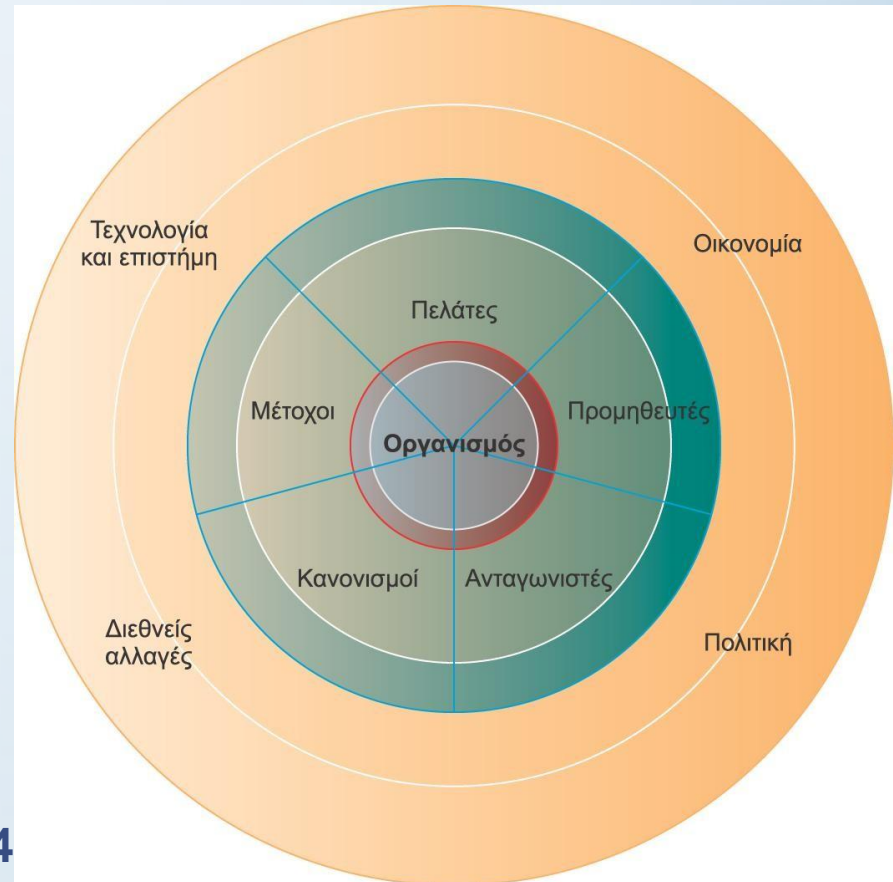 Τεχνολογία
και επιστήμη
Οικονομία
Πελάτες
Μέτοχοι
Προμηθευτές
Οργανισμός
Κανονισμοί
Ανταγωνιστές
Διεθνείς
αλλαγές
Πολιτική
4